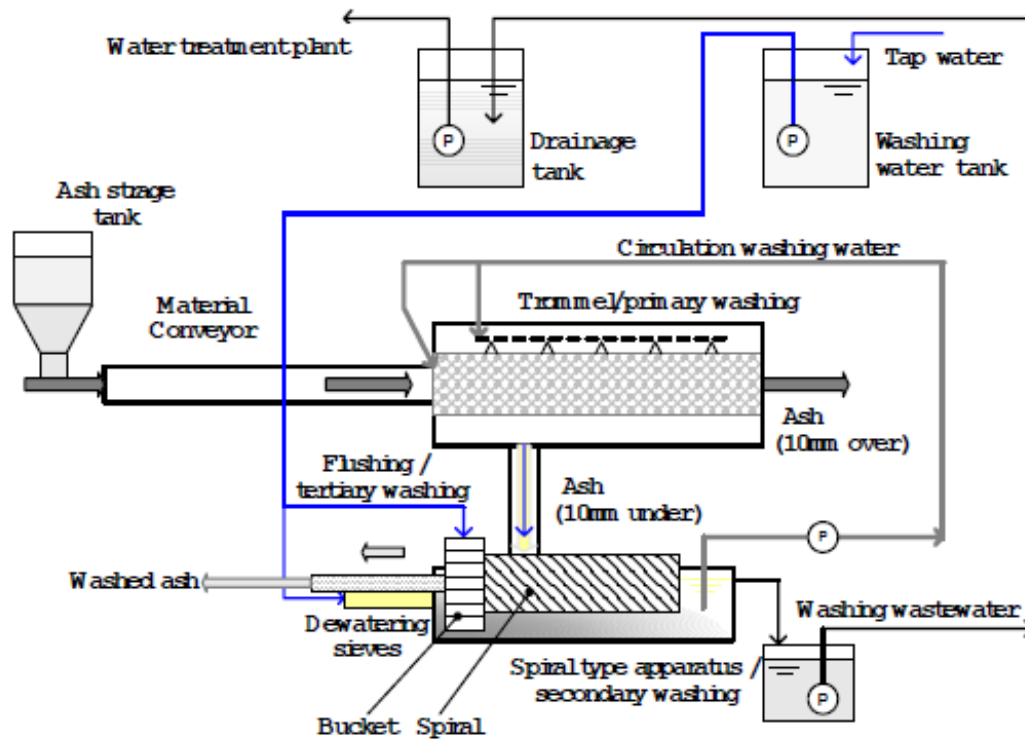 Water treatment plant
Tap water
P
P
Drainage
tank
Washing
water tank
Ash strage
tank
Circulation washing water
Material
Conveyor
Trommel/primary washing
Ash
(10mm over)
Flushing /
tertiary washing
Ash
(10mm under)
P
Washed ash
Dewatering
sieves
Washing wastewater
Spiral type apparatus /
secondary washing
P
Bucket
Spiral